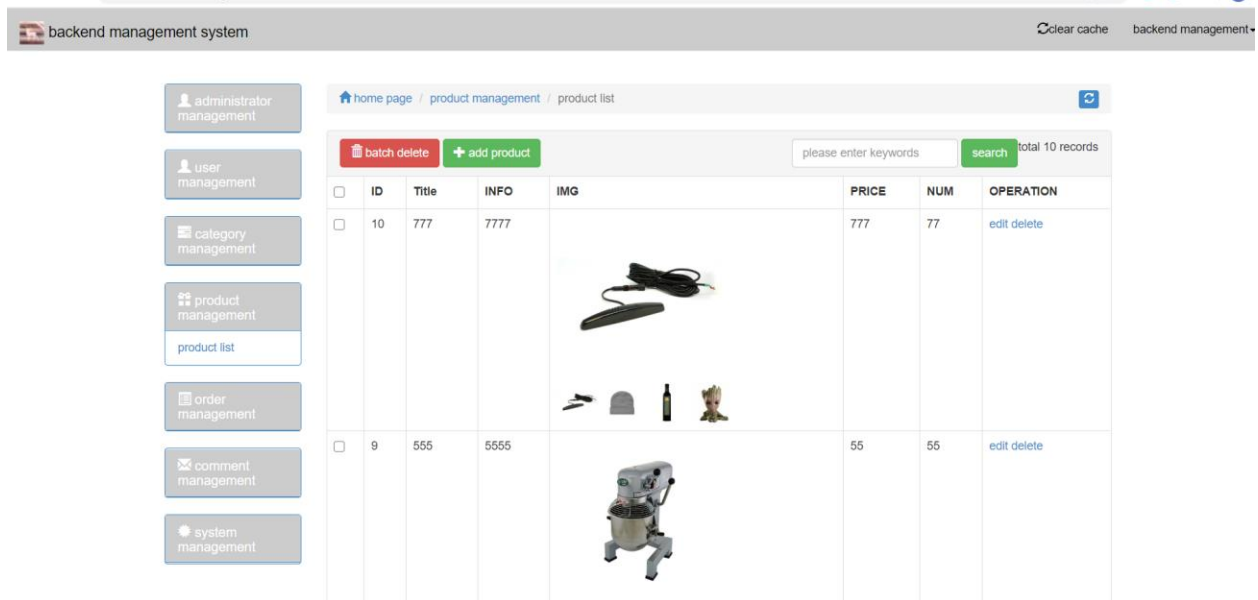 backend management system
clear cache
backend management
administrator
management
user
management
category
management
product
management
product list
order
management
comment
management
system
management
home page / product management / product list
batch delete
add product
please enter keywords
search
total 10 records
ID Title INFO IMG PRICE NUM OPERATION
10 777 7777 777 77 edit delete
9 555 5555 55 55 edit delete